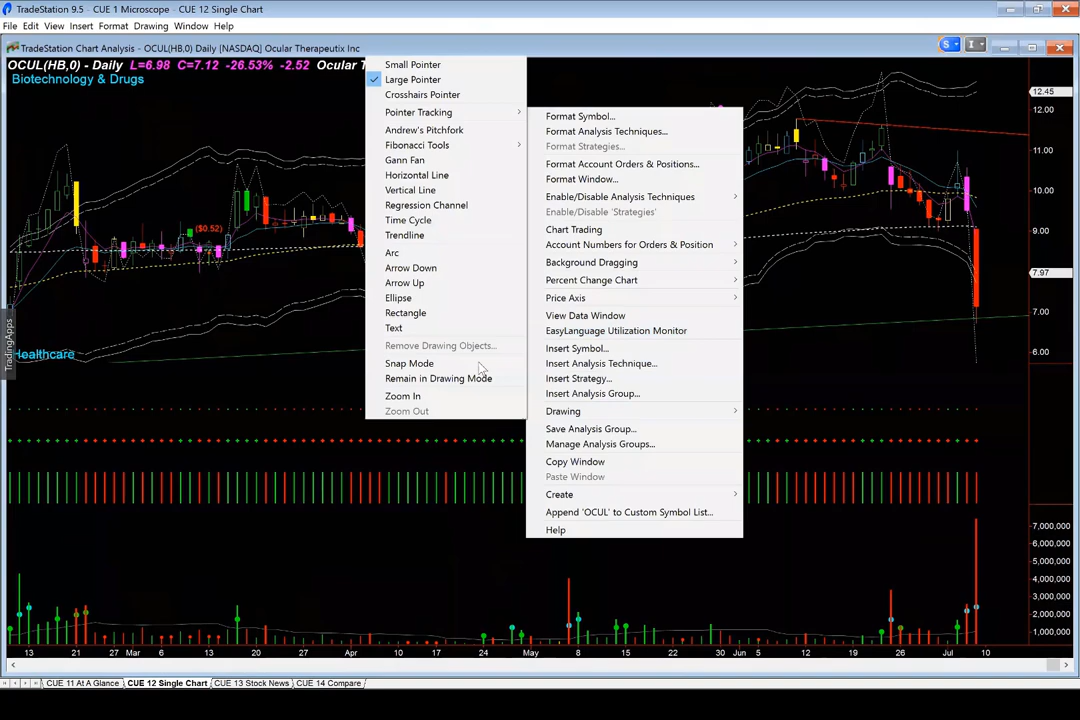 TradeStation 9.5 - CUE 1 Microscope - CUE 12 Single Chart
File Edit View Insert Format Drawing Window Help
TradeStation Chart Analysis - OCUL(HB,0) Daily [NASDAQ] Ocular Therapeutix Inc
S
I
OCUL(HB,0) - Daily L=6.98 C=7.12 -26.53% -2.52 Ocular T
Biotechnology & Drugs
Small Pointer
Large Pointer
Crosshairs Pointer
Pointer Tracking
Andrew's Pitchfork
Fibonacci Tools
Gann Fan
Horizontal Line
Vertical Line
Regression Channel
Time Cycle
Trendline
Arc
Arrow Down
Arrow Up
Ellipse
Rectangle
Text
Remove Drawing Objects...
Snap Mode
Remain in Drawing Mode
Zoom In
Zoom Out
Format Symbol...
Format Analysis Techniques...
Format Strategies...
Format Account Orders & Positions...
Format Window...
Enable/Disable Analysis Techniques
Enable/Disable 'Strategies'
Chart Trading
Account Numbers for Orders & Position
Background Dragging
Percent Change Chart
Price Axis
View Data Window
EasyLanguage Utilization Monitor
Insert Symbol...
Insert Analysis Technique...
Insert Strategy...
Insert Analysis Group...
Drawing
Save Analysis Group...
Manage Analysis Groups...
Copy Window
Paste Window
Create
Append 'OCUL' to Custom Symbol List...
Help
12.45
12.00
11.00
10.00
9.00
7.97
7.00
6.00
($0.52)
TradingApps
Healthcare
7,000,000
6,000,000
5,000,000
4,000,000
3,000,000
2,000,000
1,000,000
13 21 27 Mar 6 13 20 27 Apr 10 17 24 May 8 15 22 Jun 5 12 19 26 Jul 10
CUE 11 At A Glance CUE 12 Single Chart CUE 13 Stock News CUE 14 Compare